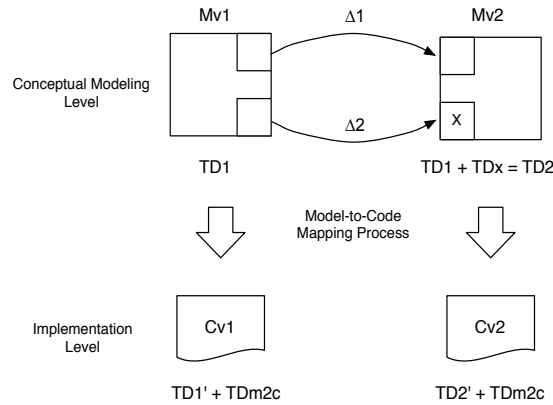 Mv1
Δ1
Mv2
Conceptual Modeling
Level
X
Δ2
TD1
TD1 + TDx = TD2
Model-to-Code
Mapping Process
Implementation
Level
Cv1
Cv2
TD1' + TDm2c
TD2' + TDm2c